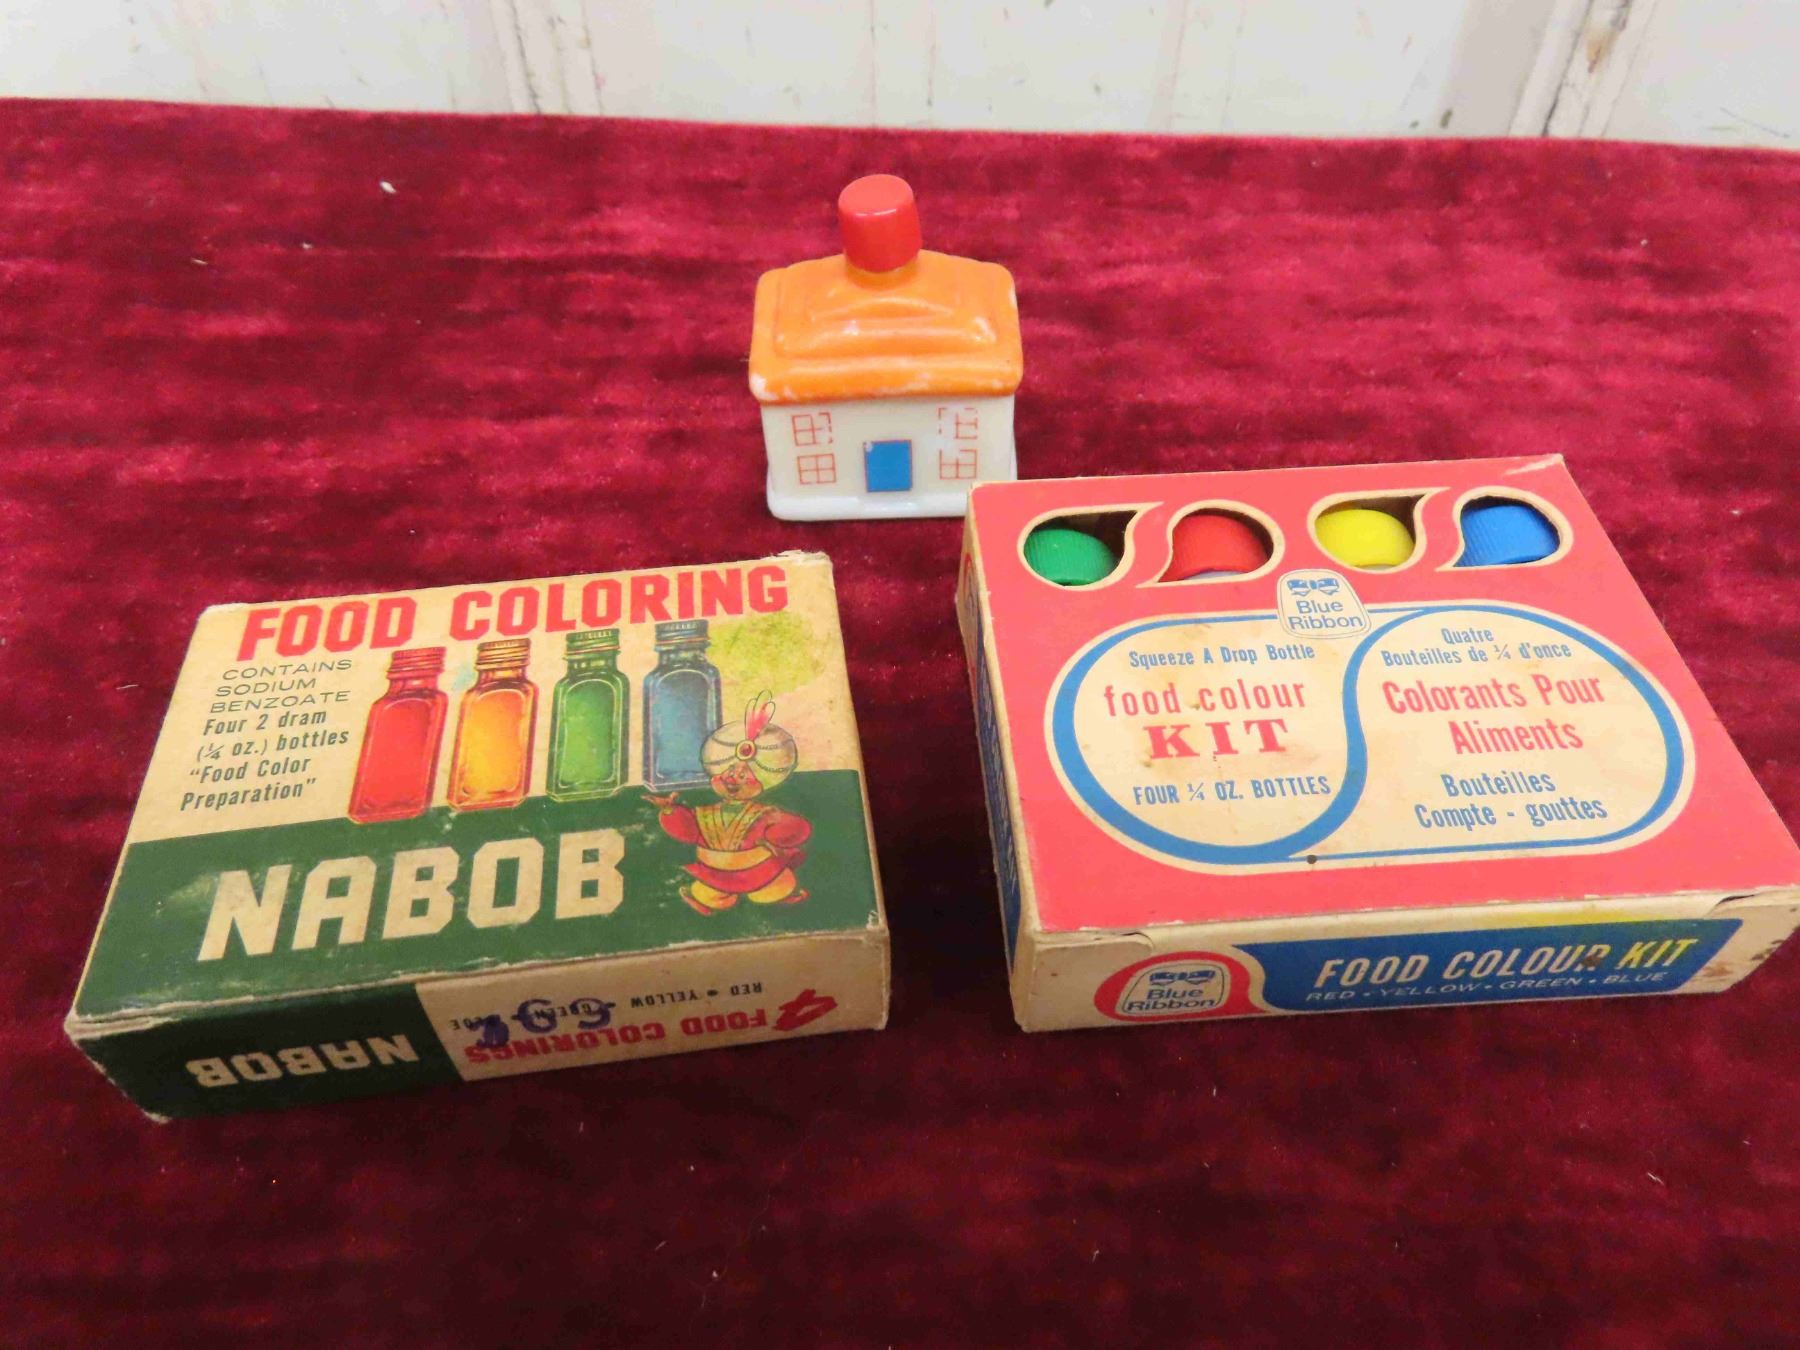 FOOD COLORING
CONTAINS
SODIUM
BENZOATE
Four 2 dram
(¼ oz.) bottles
"Food Color
Preparation"
NABOB
NABOB
4 FOOD COLORINGS
RED • YELLOW
GREEN
69¢
Blue
Ribbon
Squeeze A Drop Bottle
food colour
KIT
FOUR ¼ OZ. BOTTLES
Quatre
Bouteilles de ¼ d'once
Colorants Pour
Aliments
Bouteilles
Compte - gouttes
Blue
Ribbon
FOOD COLOUR KIT
RED • YELLOW • GREEN • BLUE